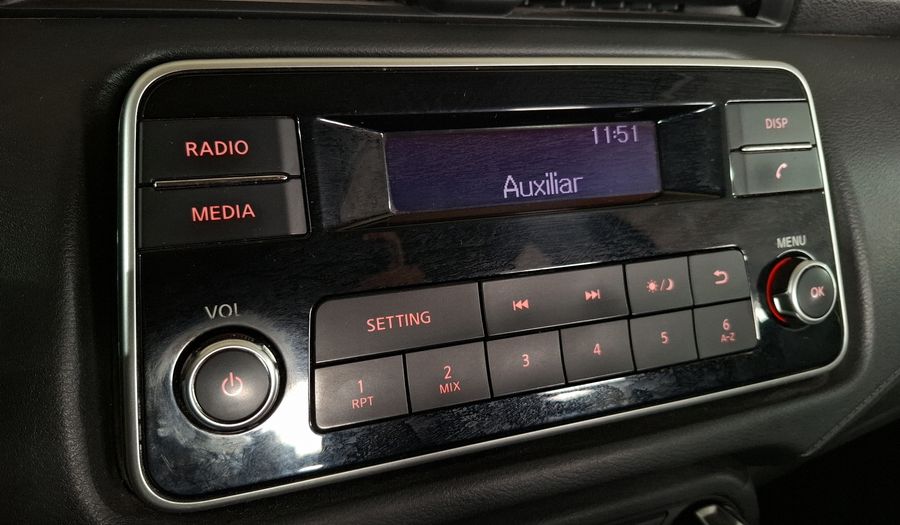 11:51
Auxiliar
RADIO
MEDIA
DISP
MENU
OK
VOL
SETTING
1
RPT
2
MIX
3
4
5
6
A-Z